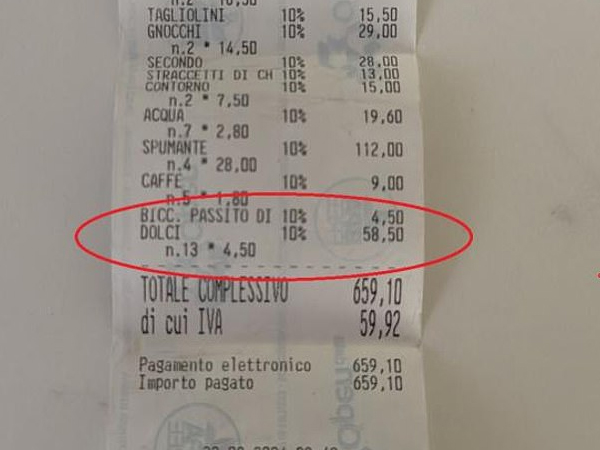 TAGLIOLINI 10% 15,50
GNOCCHI 10% 29,00
n.2 * 14,50
SECONDO 10% 28,00
STRACCETTI DI CH 10% 13,00
CONTORNO 10% 15,00
n.2 * 7,50
ACQUA 10% 19,60
n.7 * 2,80
SPUMANTE 10% 112,00
n.4 * 28,00
CAFFE 10% 9,00
n.5 * 1,80
BICC. PASSITO DI 10% 4,50
DOLCI 10% 58,50
n.13 * 4,50
TOTALE COMPLESSIVO 659,10
di cui IVA 59,92
Pagamento elettronico 659,10
Importo pagato 659,10